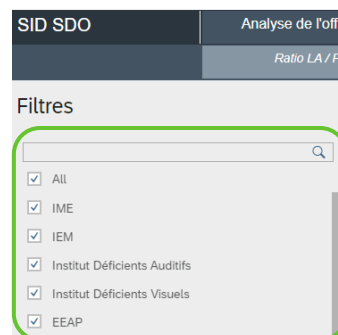 SID SDO
Analyse de l'off
Ratio LA /
Filtres
All
IME
IEM
Institut Déficients Auditifs
Institut Déficients Visuels
EEAP